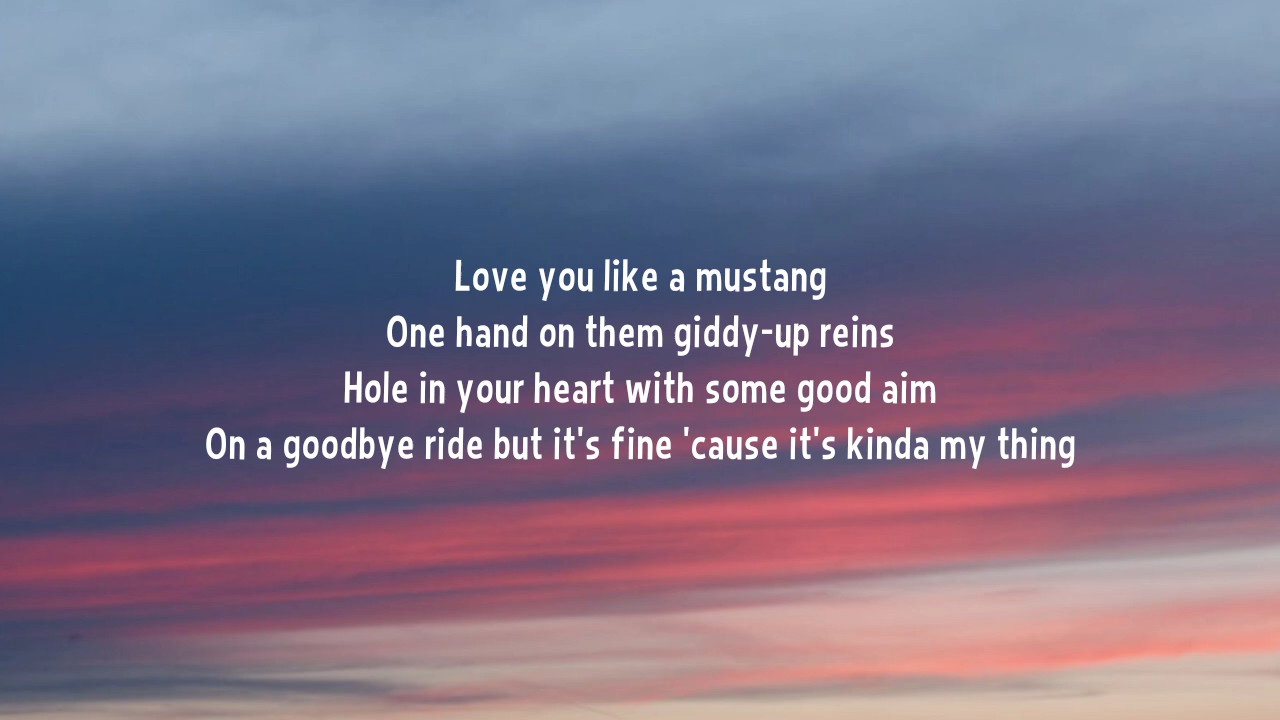 Love you like a mustang
One hand on them giddy-up reins
Hole in your heart with some good aim
On a goodbye ride but it's fine 'cause it's kinda my thing